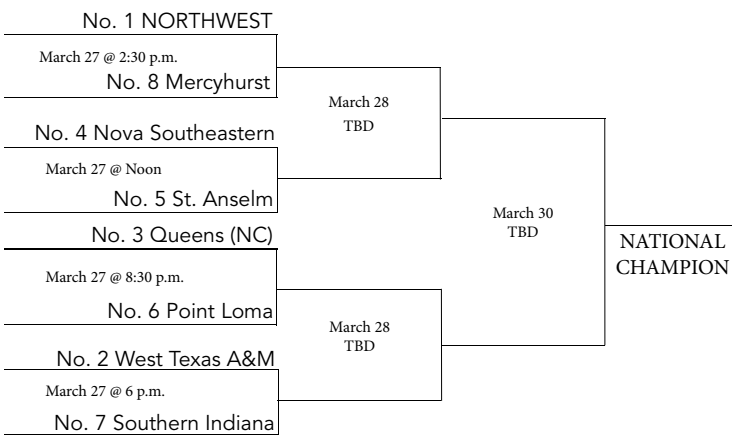 No. 1 NORTHWEST
March 27 @ 2:30 p.m.
No. 8 Mercyhurst
March 28
TBD
No. 4 Nova Southeastern
March 27 @ Noon
No. 5 St. Anselm
March 30
TBD
NATIONAL
CHAMPION
No. 3 Queens (NC)
March 27 @ 8:30 p.m.
No. 6 Point Loma
March 28
TBD
No. 2 West Texas A&M
March 27 @ 6 p.m.
No. 7 Southern Indiana